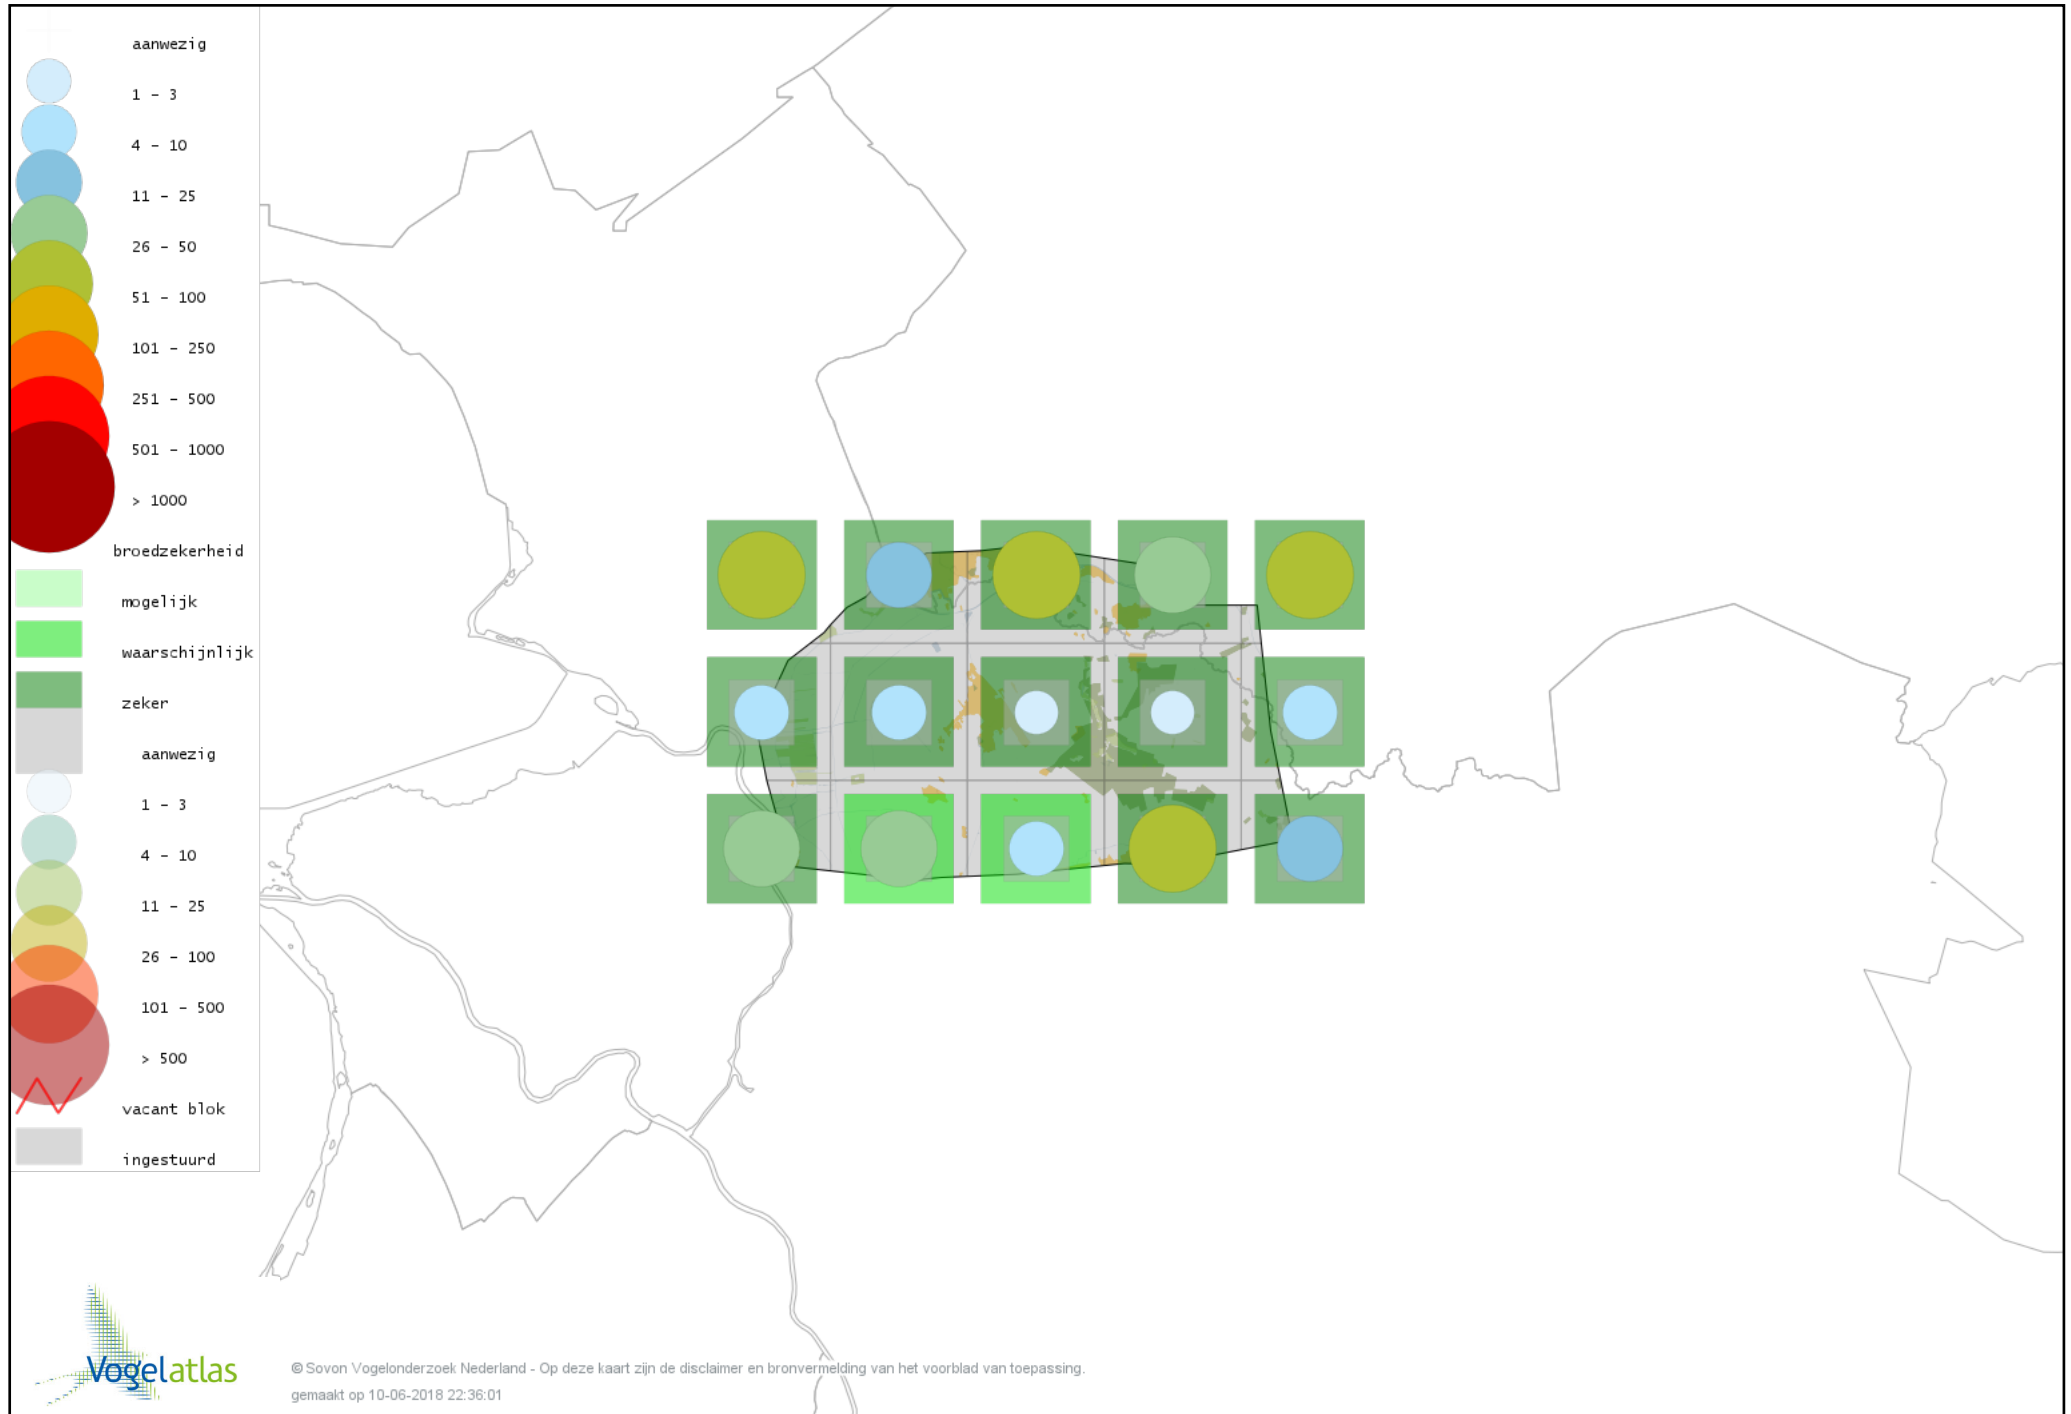 aanwezig
1 - 3
4 - 10
11 - 25
26 - 50
51 - 100
101 - 250
251 - 500
501 - 1000
> 1000
broedzekerheid
mogelijk
waarschijnlijk
zeker
aanwezig
1 - 3
4 - 10
11 - 25
26 - 100
101 - 500
> 500
vacant blok
ingestuurd
Vogelatlas
© Sovon Vogelonderzoek Nederland - Op deze kaart zijn de disclaimer en bronvermelding van het voorblad van toepassing.
gemaakt op 10-06-2018 22:36:01